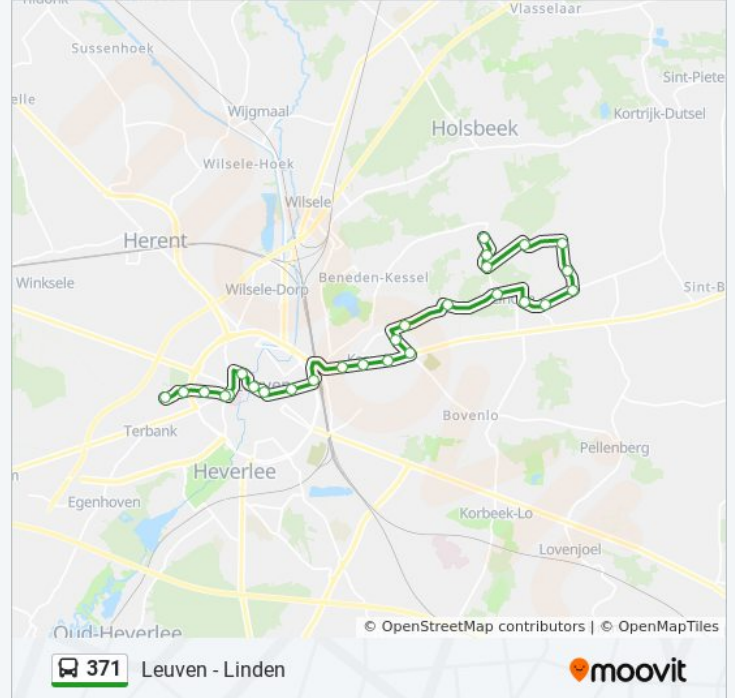 Vlasselaar
Sussenhoek
Sint-Piete
elle
Wijgmaal
Kortrijk-Dutsel
Holsbeek
Wilsele-Hoek
Wilsele
Herent
Beneden-Kessel
Winksele
Wilsele-Dorp
Sint-B
Bovenlo
Terbank
Pellenberg
Heverlee
Enghoven
Korbeek-Lo
Lovenjoel
Oud-Heverlee
© OpenStreetMap contributors | © OpenMapTiles
371 Leuven - Linden
moovit